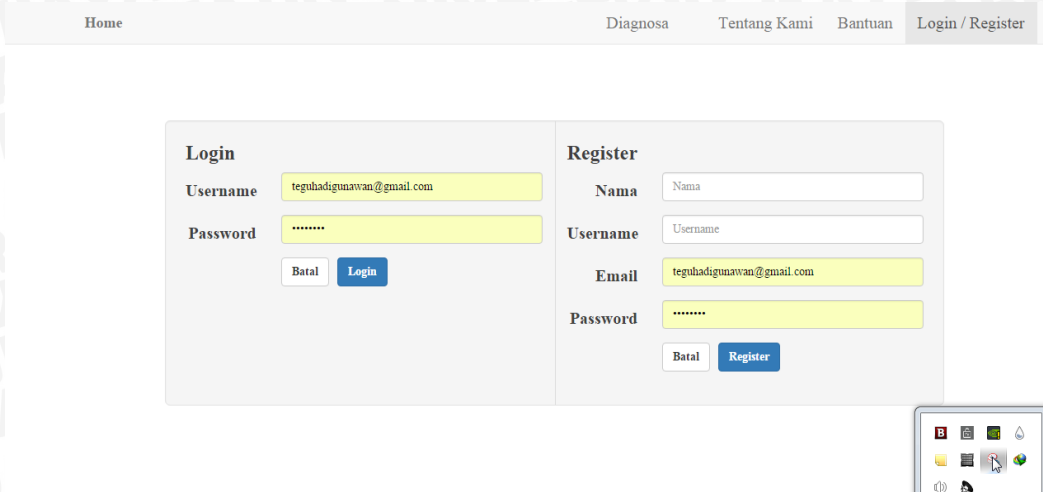 Home Diagnosa Tentang Kami Bantuan Login / Register
Login
Username teguhadigunawan@gmail.com
Password ••••••••
Batal Login
Register
Nama Nama
Username Username
Email teguhadigunawan@gmail.com
Password ••••••••
Batal Register
B